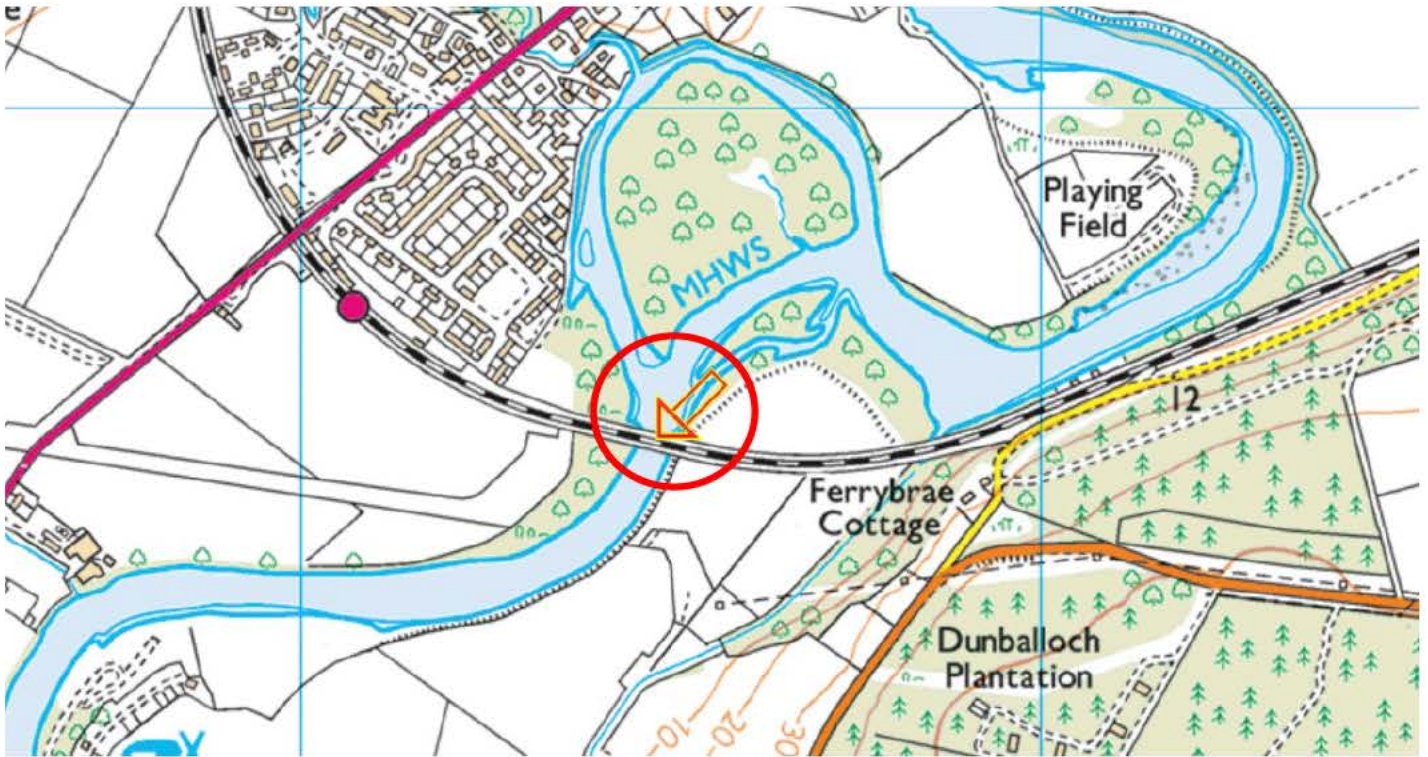 e
MHWS
Playing
Field
12
Ferrybrae
Cottage
Dunballoch
Plantation
10
20
30